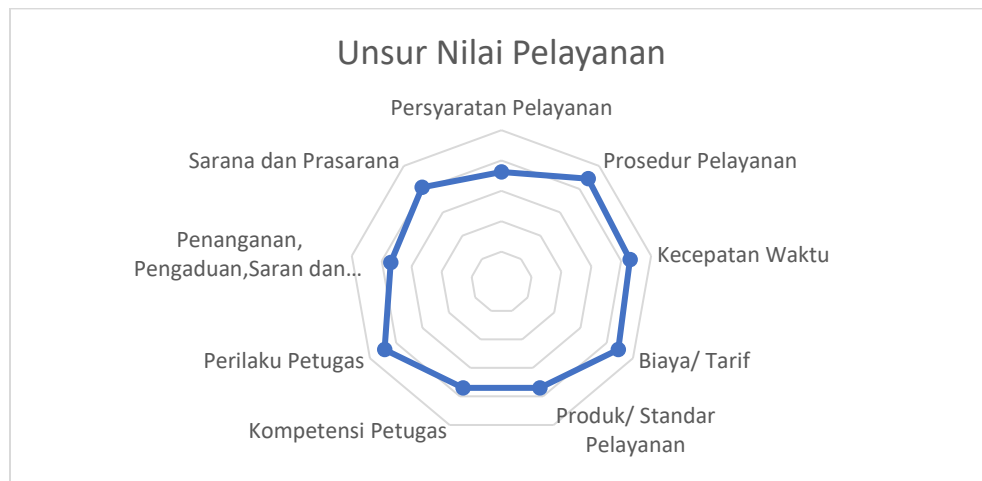 Unsur Nilai Pelayanan
Persyaratan Pelayanan
Prosedur Pelayanan
Kecepatan Waktu
Biaya/ Tarif
Produk/ Standar
Pelayanan
Kompetensi Petugas
Perilaku Petugas
Penanganan,
Pengaduan,Saran dan…
Sarana dan Prasarana